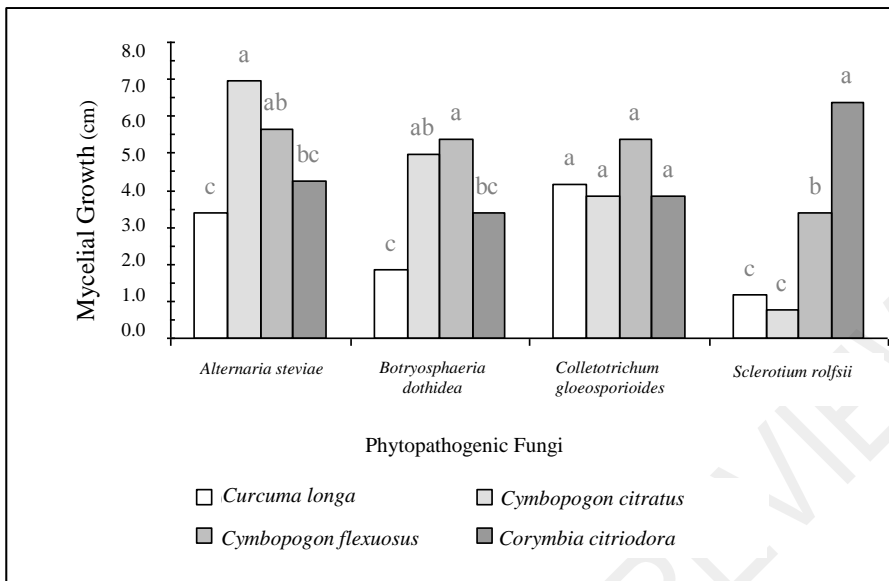 8.0
7.0
6.0
5.0
4.0
3.0
2.0
1.0
0.0
Mycelial Growth (cm)
c a ab bc
c ab a bc
a a a a
c c b a
Alternaria steviae
Botryosphaeria
dothidea
Colletotrichum
gloeosporioides
Sclerotium rolfsii
Phytopathogenic Fungi
Curcuma longa
Cymbopogon citratus
Cymbopogon flexuosus
Corymbia citriodora